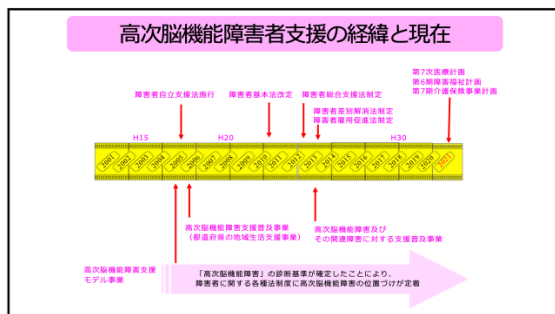 高次脳機能障害者支援の経緯と現在
第7次医療計画
第6期障害福祉計画
第7期介護保険事業計画
障害者自立支援法施行
障害者基本法改定
障害者総合支援法制定
障害者差別解消法制定
障害者雇用促進法制定
H15
H20
H30
2001 2002 2003 2004 2005 2006 2007 2008 2009 2010 2011 2012 2013 2014 2015 2016 2017 2018 2019 2020 2021
高次脳機能障害支援普及事業
（都道府県の地域生活支援事業）
高次脳機能障害及び
その関連障害に対する支援普及事業
高次脳機能障害支援
モデル事業
「高次脳機能障害」の診断基準が確定したことにより、
障害者に関する各種法制度に高次脳機能障害の位置づけが定着